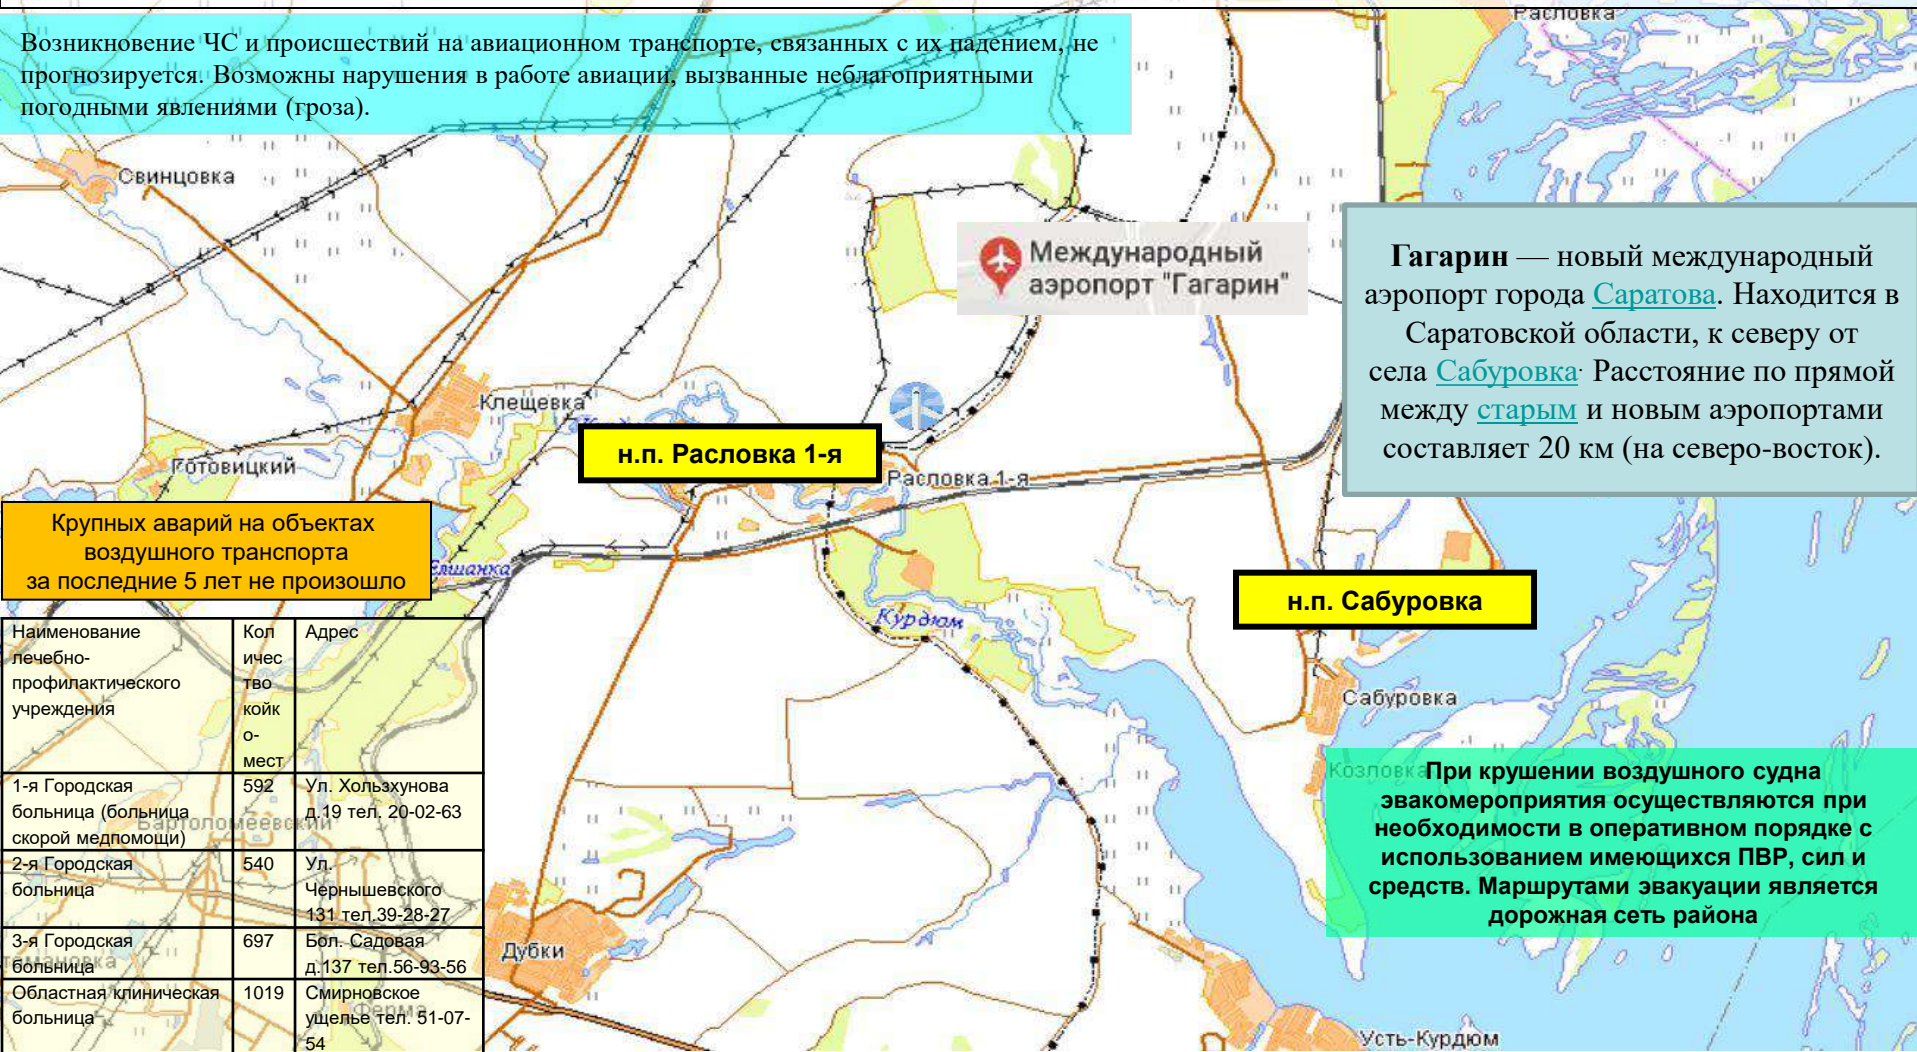 Расловка
Возникновение ЧС и происшествий на авиационном транспорте, связанных с их падением, не
прогнозируется. Возможны нарушения в работе авиации, вызванные неблагоприятными
погодными явлениями (гроза).
Свинцовка
Международный
аэропорт "Гагарин"
Гагарин — новый международный
аэропорт города Саратова. Находится в
Саратовской области, к северу от
села Сабуровка. Расстояние по прямой
между старым и новым аэропортами
составляет 20 км (на северо-восток).
Клещевка
н.п. Расловка 1-я
Расловка 1-я
Готовицкий
Крупных аварий на объектах
воздушного транспорта
за последние 5 лет не произошло
Елшанка
н.п. Сабуровка
Курдюм
Сабуровка
Козловка
При крушении воздушного судна
эвакомероприятия осуществляются при
необходимости в оперативном порядке с
использованием имеющихся ПВР, сил и
средств. Маршрутами эвакуации является
дорожная сеть района
Наименование
лечебно-
профилактического
учреждения
Кол
ичес
тво
койк
о-
мест
Адрес
1-я Городская
больница (больница
скорой медпомощи)
592
Ул. Хользхунова
д.19 тел. 20-02-63
Бартоломеевский
2-я Городская
больница
540
Ул.
Чернышевского
131 тел.39-28-27
3-я Городская
больница
697
Бол. Садовая
д.137 тел.56-93-56
Областная клиническая
больница
1019
Смирновское
ущелье тел. 51-07-
54
Ферма
Дубки
Усть-Курдюм